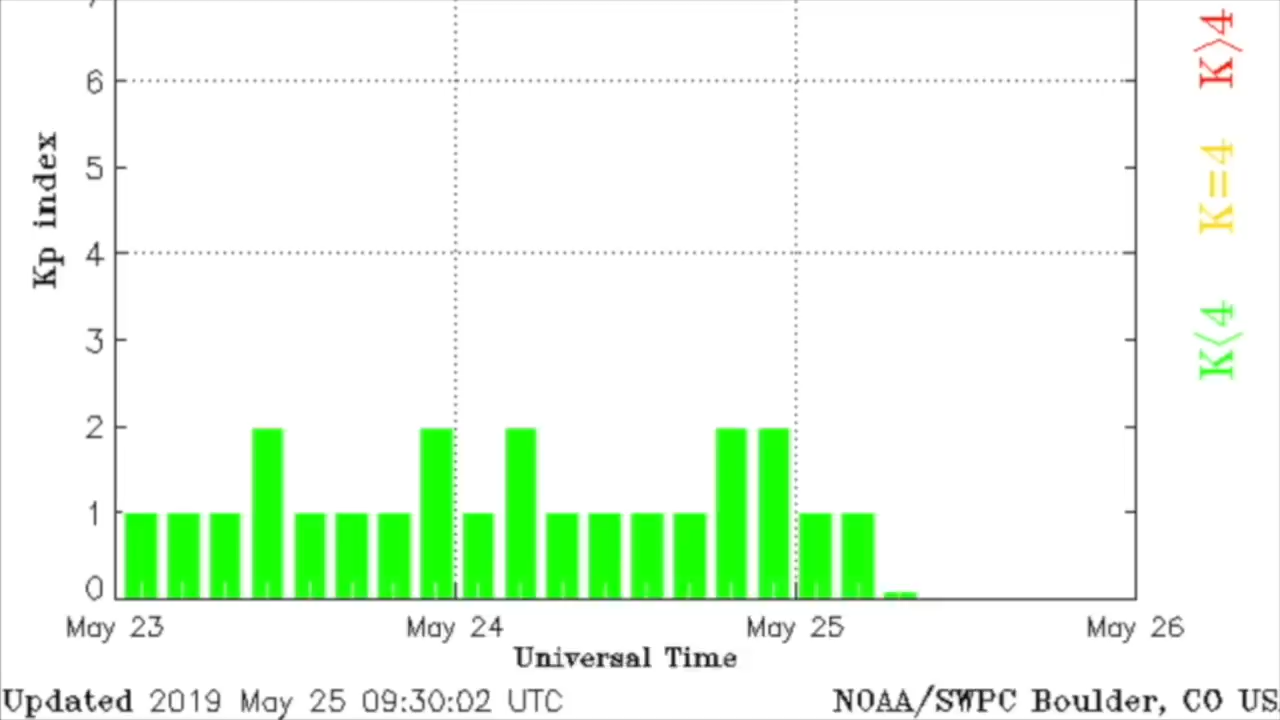 7
6
5
4
3
2
1
0
Kp index
K<4 K=4 K>4
May 23 May 24 May 25 May 26
Universal Time
Updated 2019 May 25 09:30:02 UTC NOAA/SWPC Boulder, CO US